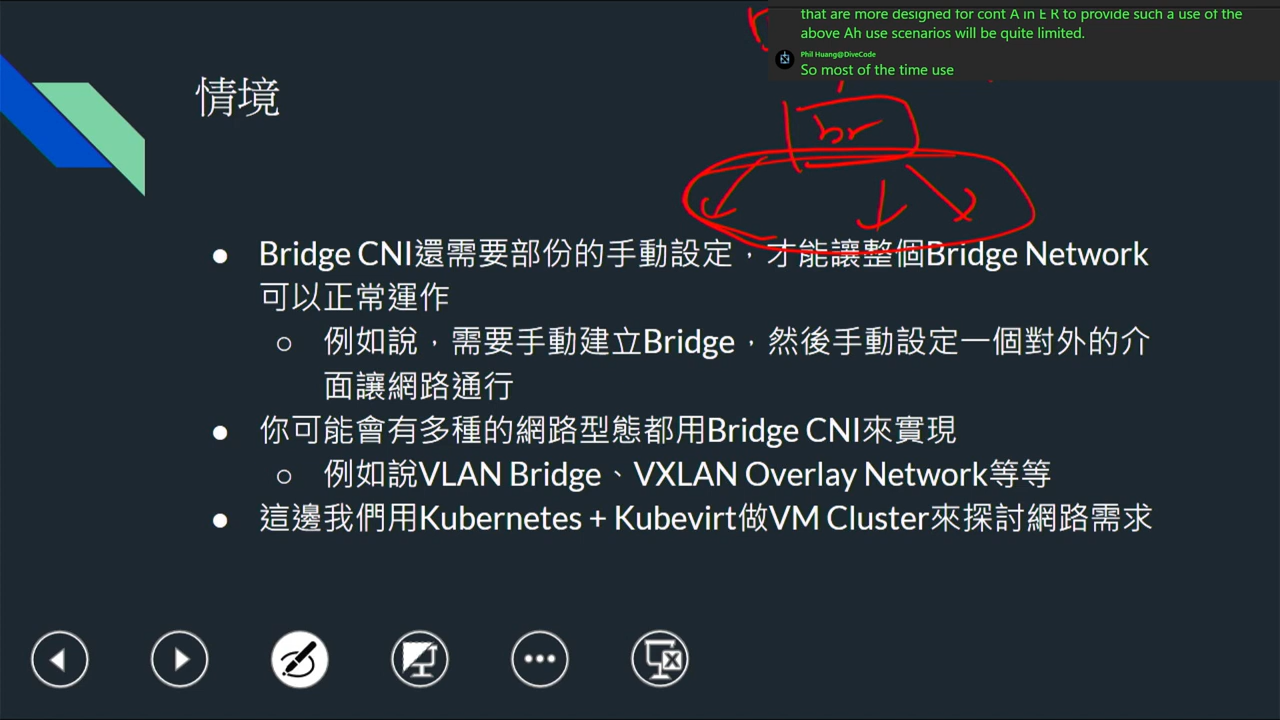 that are more designed for cont A in E R to provide such a use of the
above Ah use scenarios will be quite limited.
Phil Huang@DiveCode
So most of the time use
情境
br
Bridge CNI還需要部份的手動設定，才能讓整個Bridge Network
可以正常運作
例如說，需要手動建立Bridge，然後手動設定一個對外的介
面讓網路通行
你可能會有多種的網路型態都用Bridge CNI來實現
例如說VLAN Bridge、VXLAN Overlay Network等等
這邊我們用Kubernetes + Kubevirt做VM Cluster來探討網路需求